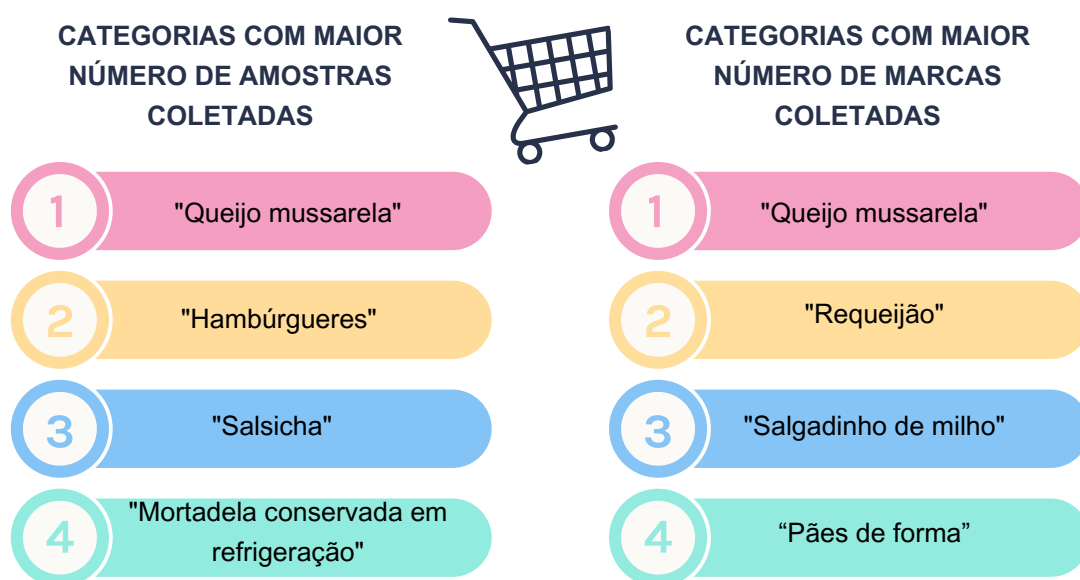 CATEGORIAS COM MAIOR
NÚMERO DE AMOSTRAS
COLETADAS
1
"Queijo mussarela"
2
"Hambúrgueres"
3
"Salsicha"
4
"Mortadela conservada em
refrigeração"
CATEGORIAS COM MAIOR
NÚMERO DE MARCAS
COLETADAS
1
"Queijo mussarela"
2
"Requeijão"
3
"Salgadinho de milho"
4
“Pães de forma”